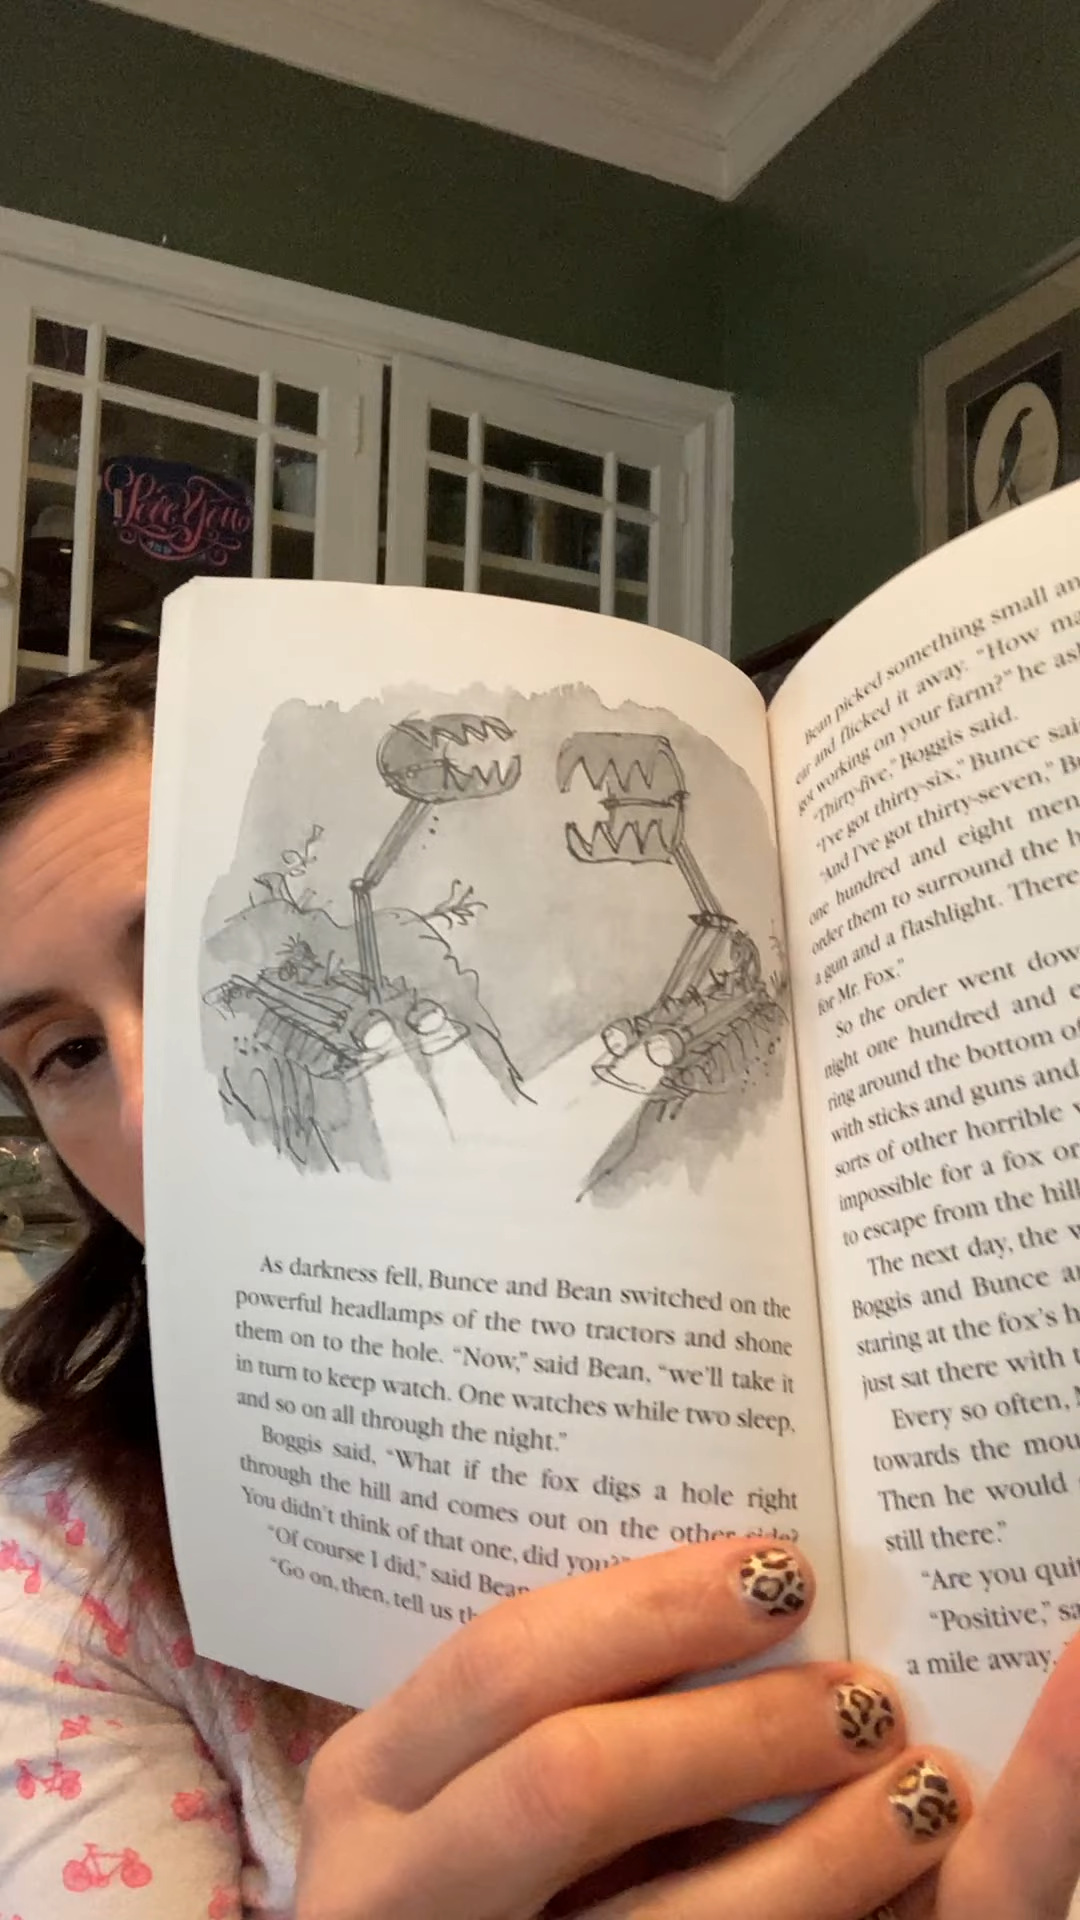 Love You
As darkness fell, Bunce and Bean switched on the
powerful headlamps of the two tractors and shone
them on to the hole. “Now,” said Bean, “we’ll take it
in turn to keep watch. One watches while two sleep,
and so on all through the night.”
Boggis said, “What if the fox digs a hole right
through the hill and comes out on the other side?
You didn’t think of that one, did you?”
“Of course I did,” said Bean
“Go on, then, tell us th
Bean picked something small an
ear and flicked it away. “How ma
got working on your farm?” he as
“Thirty-five,” Boggis said.
“I’ve got thirty-six,” Bunce sai
“And I’ve got thirty-seven,” B
one hundred and eight men
order them to surround the h
a gun and a flashlight. There
for Mr. Fox.”
So the order went dow
night one hundred and e
ring around the bottom of
with sticks and guns and
sorts of other horrible
impossible for a fox or
to escape from the hill
The next day, the w
Boggis and Bunce a
staring at the fox’s h
just sat there with t
Every so often,
towards the mou
Then he would
still there.”
“Are you qui
“Positive,” sa
a mile away.